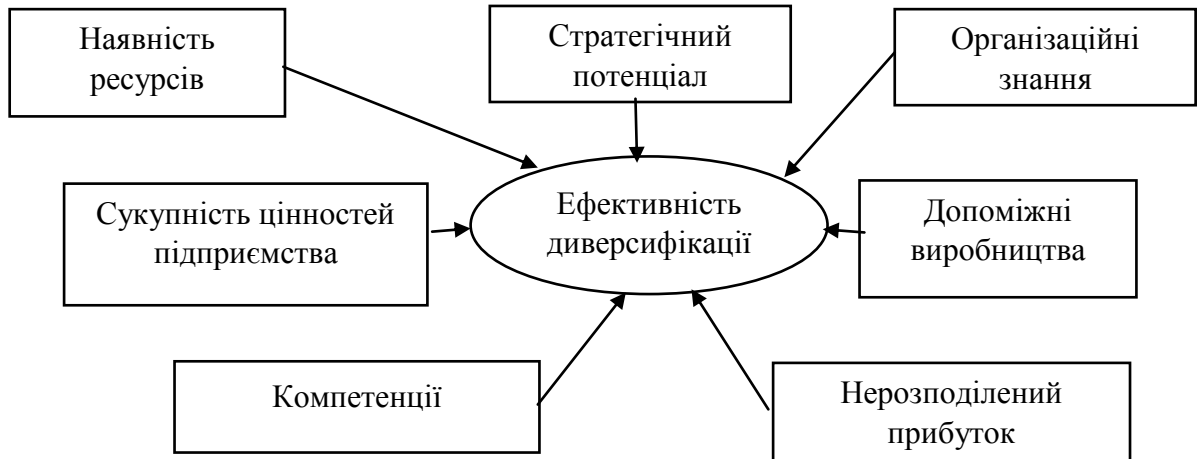 Наявність
ресурсів
Стратегічний
потенціал
Організаційні
знання
Сукупність цінностей
підприємства
Ефективність
диверсифікації
Допоміжні
виробництва
Компетенції
Нерозподілений
прибуток